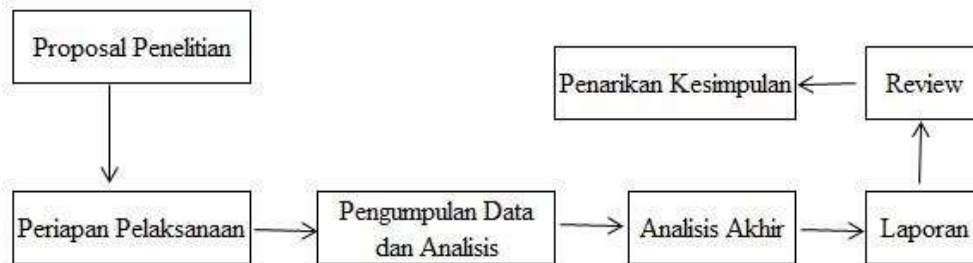 Proposal Penelitian
Periapan Pelaksanaan
Pengumpulan Data
dan Analisis
Analisis Akhir
Laporan
Review
Penarikan Kesimpulan